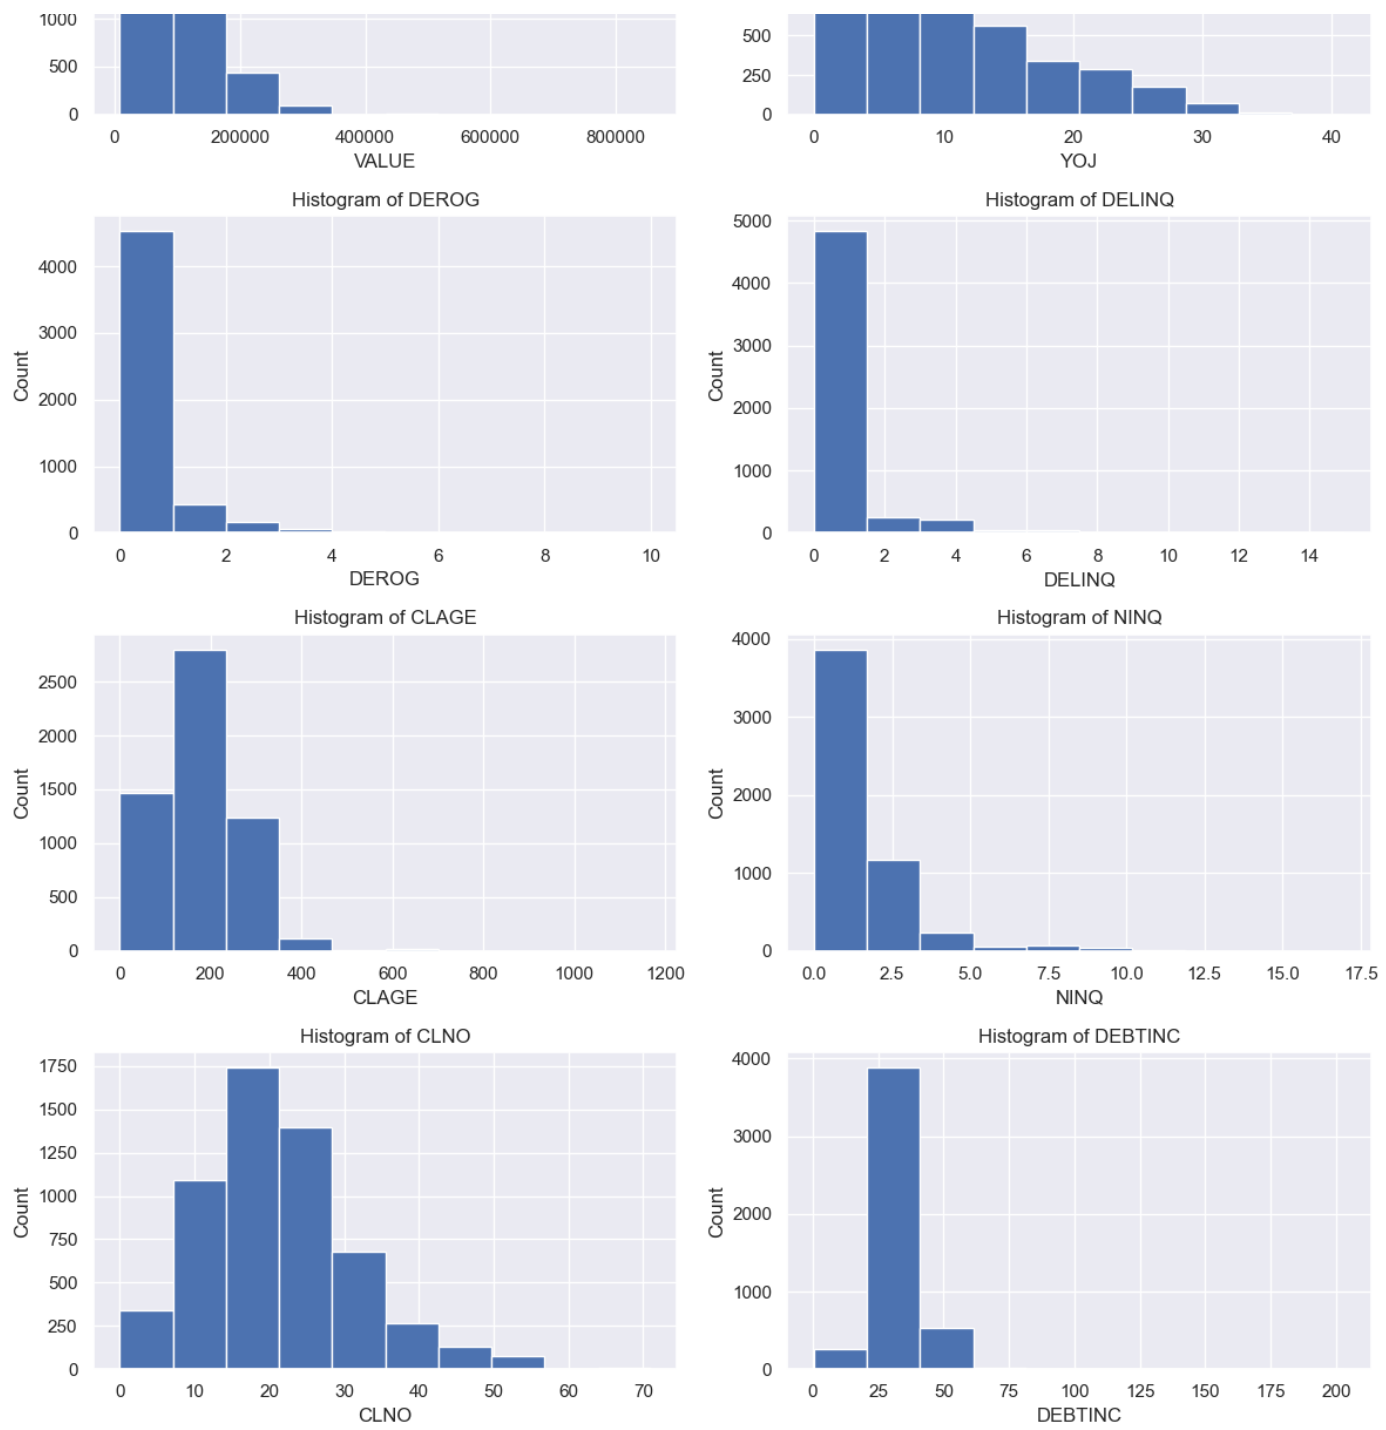 1000
500
0
0 200000 400000 600000 800000
VALUE
500
250
0
0 10 20 30 40
YOJ
Histogram of DEROG
Count
4000
3000
2000
1000
0
0 2 4 6 8 10
DEROG
Histogram of DELINQ
Count
5000
4000
3000
2000
1000
0
0 2 4 6 8 10 12 14
DELINQ
Histogram of CLAGE
Count
2500
2000
1500
1000
500
0
0 200 400 600 800 1000 1200
CLAGE
Histogram of NINQ
Count
4000
3000
2000
1000
0
0.0 2.5 5.0 7.5 10.0 12.5 15.0 17.5
NINQ
Histogram of CLNO
Count
1750
1500
1250
1000
750
500
250
0
0 10 20 30 40 50 60 70
CLNO
Histogram of DEBTINC
Count
4000
3000
2000
1000
0
0 25 50 75 100 125 150 175 200
DEBTINC